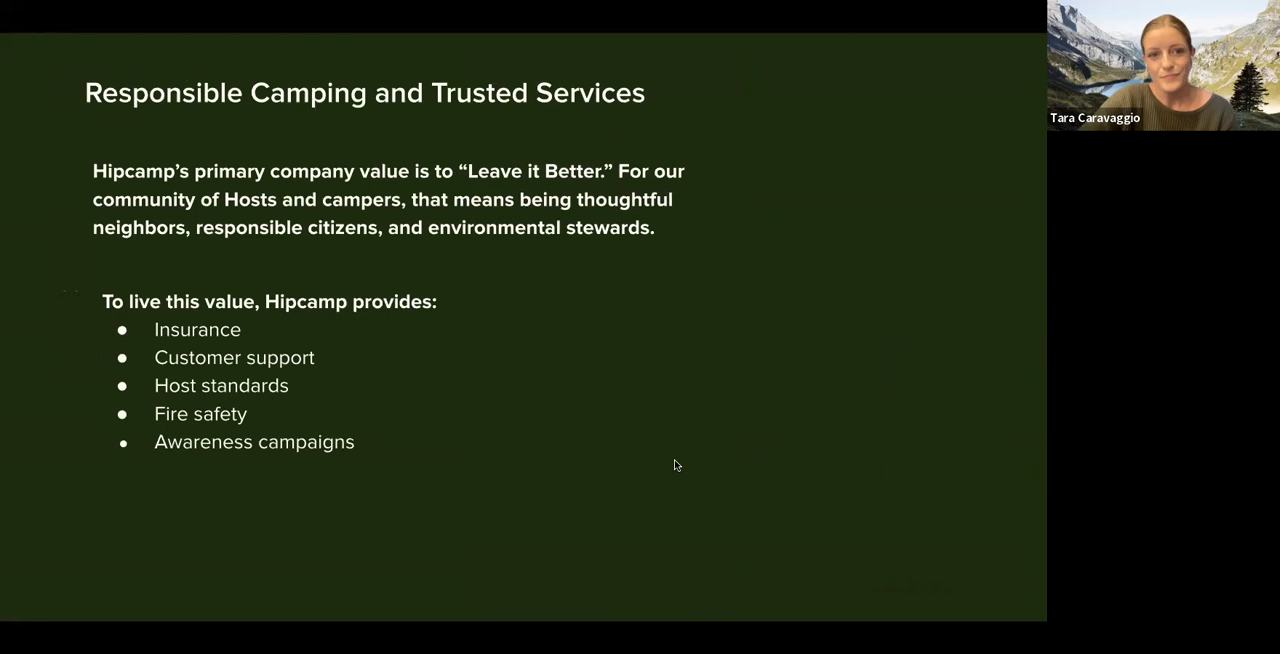 Responsible Camping and Trusted Services
Hipcamp’s primary company value is to “Leave it Better.” For our
community of Hosts and campers, that means being thoughtful
neighbors, responsible citizens, and environmental stewards.
To live this value, Hipcamp provides:
● Insurance
● Customer support
● Host standards
● Fire safety
● Awareness campaigns
Tara Caravaggio